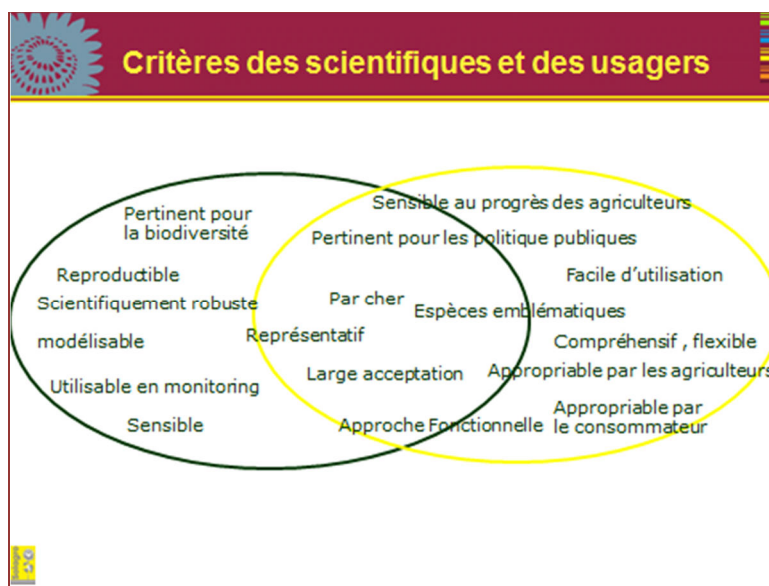 Critères des scientifiques et des usagers
Sensible au progrès des agriculteurs
Pertinent pour
la biodiversité
Pertinent pour les politique publiques
Reproductible
Facile d'utilisation
Scientifiquement robuste
Par cher
Espèces emblématiques
Représentatif
modélisable
Compréhensif , flexible
Large acceptation
Appropriable par les agriculteurs
Utilisable en monitoring
Appropriable par
le consommateur
Sensible
Approche Fonctionnelle